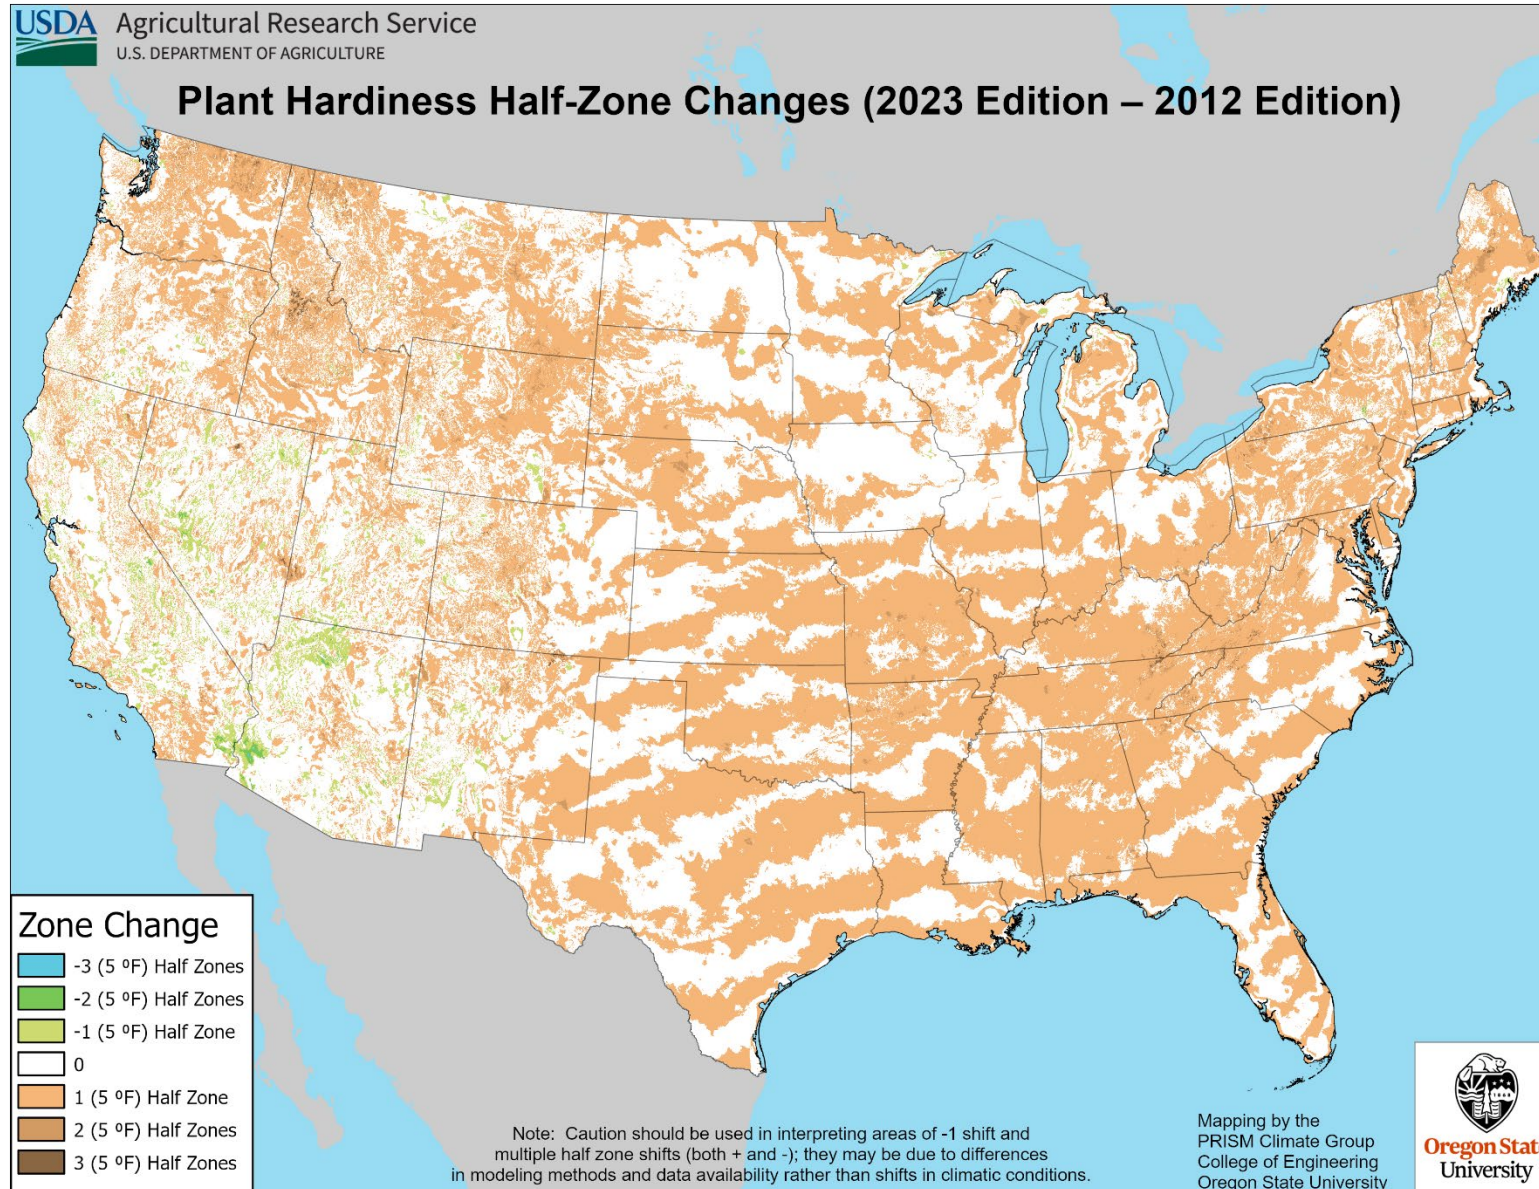 USDA
Agricultural Research Service
U.S. DEPARTMENT OF AGRICULTURE
Plant Hardiness Half-Zone Changes (2023 Edition – 2012 Edition)
Zone Change
-3 (5 ºF) Half Zones
-2 (5 ºF) Half Zones
-1 (5 ºF) Half Zone
0
1 (5 ºF) Half Zone
2 (5 ºF) Half Zones
3 (5 ºF) Half Zones
Note: Caution should be used in interpreting areas of -1 shift and
multiple half zone shifts (both + and -); they may be due to differences
in modeling methods and data availability rather than shifts in climatic conditions.
Mapping by the
PRISM Climate Group
College of Engineering
Oregon State University
Oregon Stat
University